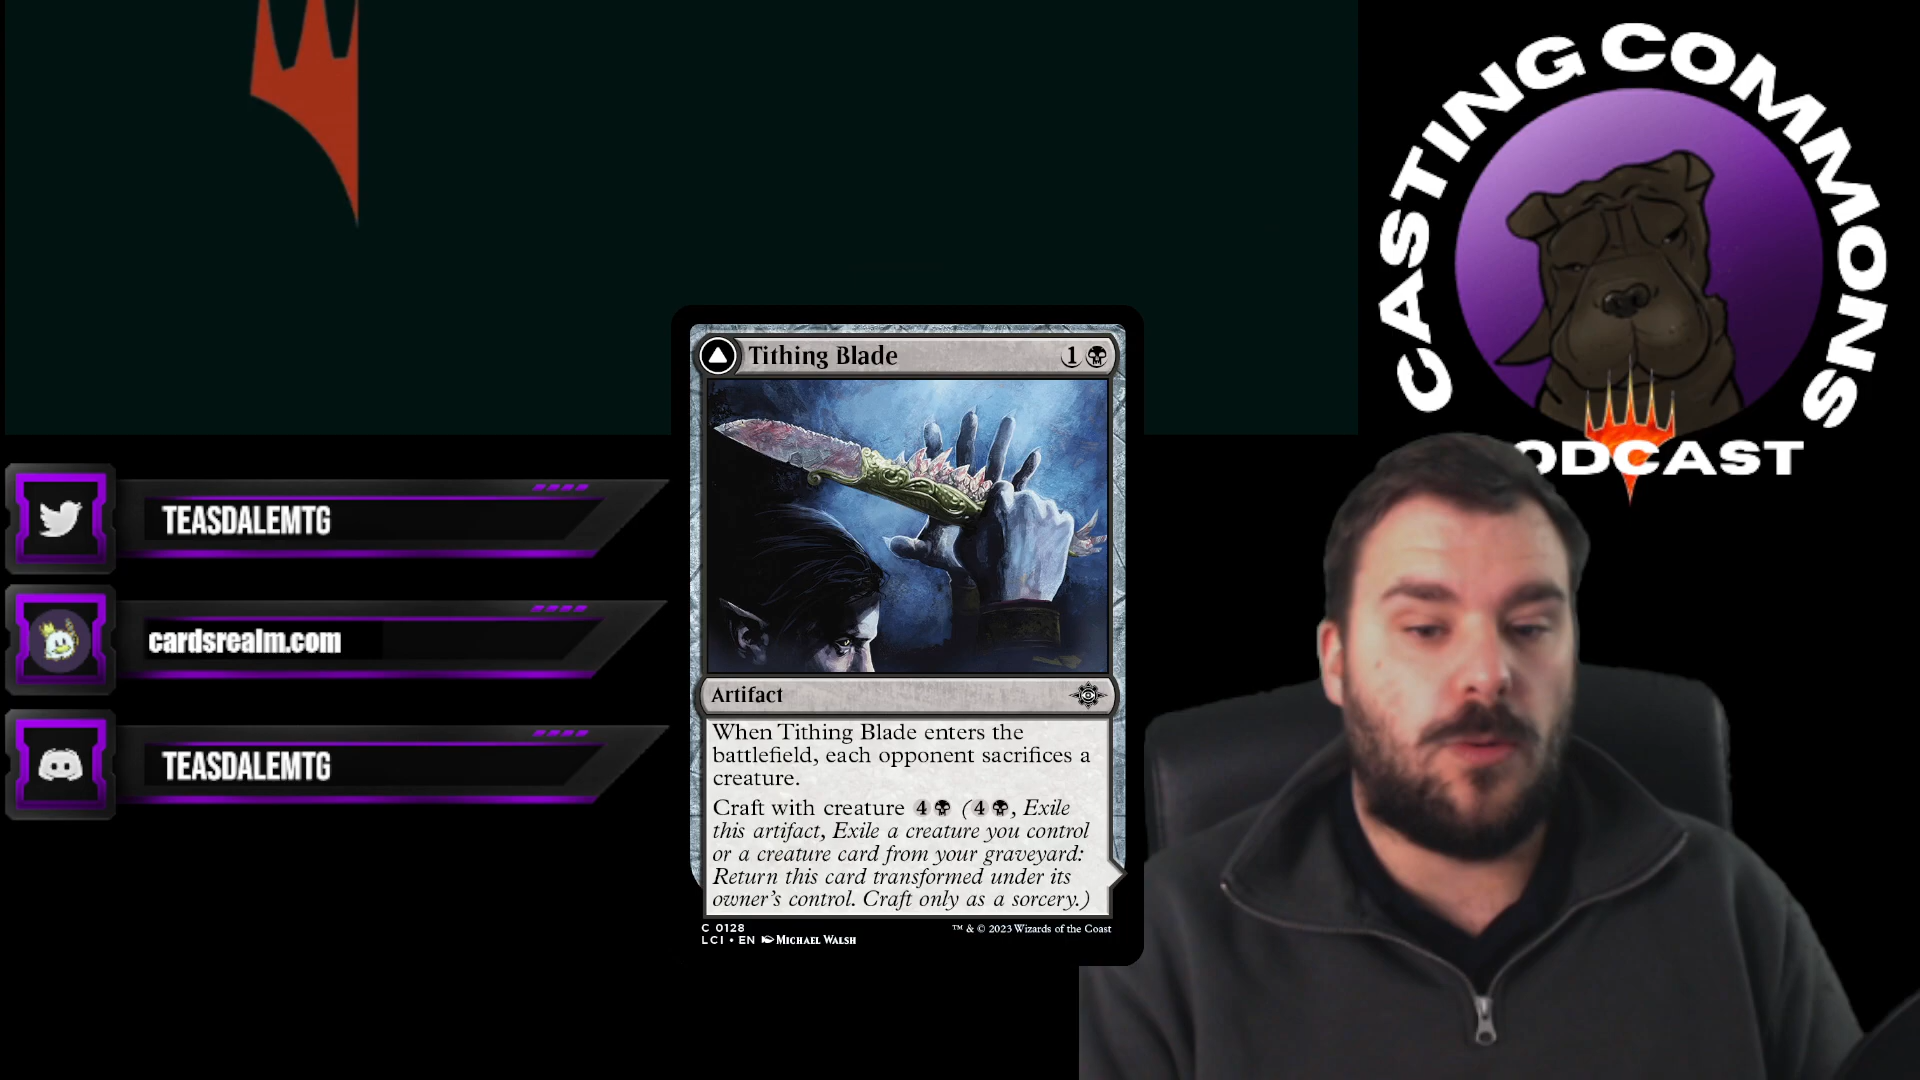 CASTING COMMONS
ODCAST
TEASDALEMTG
cardsrealm.com
TEASDALEMTG
Tithing Blade 1
Artifact
When Tithing Blade enters the
battlefield, each opponent sacrifices a
creature.
Craft with creature 4 (4, Exile
this artifact, Exile a creature you control
or a creature card from your graveyard:
Return this card transformed under its
owner's control. Craft only as a sorcery.)
C 0128
LCI • EN Michael Walsh
™ & © 2023 Wizards of the Coast